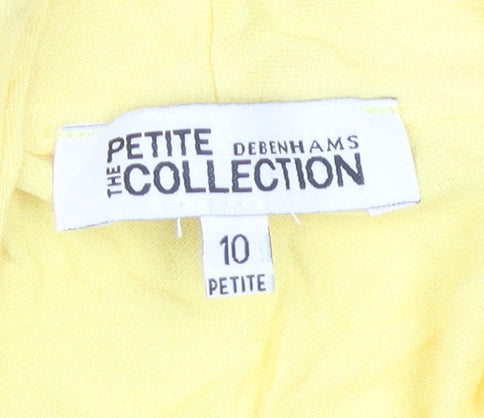 THE PETITE DEBENHAMS
COLLECTION
10
PETITE